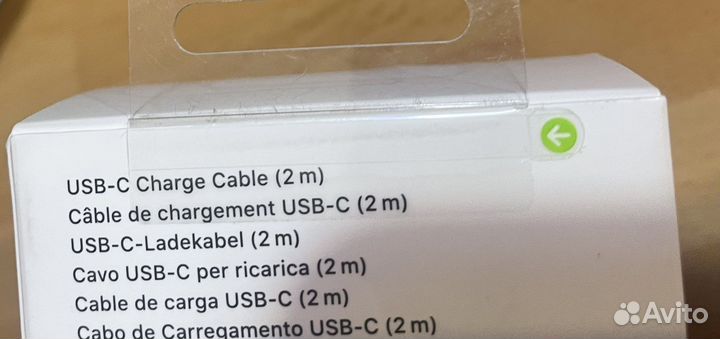 USB-C Charge Cable (2 m)
Câble de chargement USB-C (2 m)
USB-C-Ladekabel (2 m)
Cavo USB-C per ricarica (2 m)
Cable de carga USB-C (2 m)
Cabo de Carregamento USB-C (2 m)
Avito